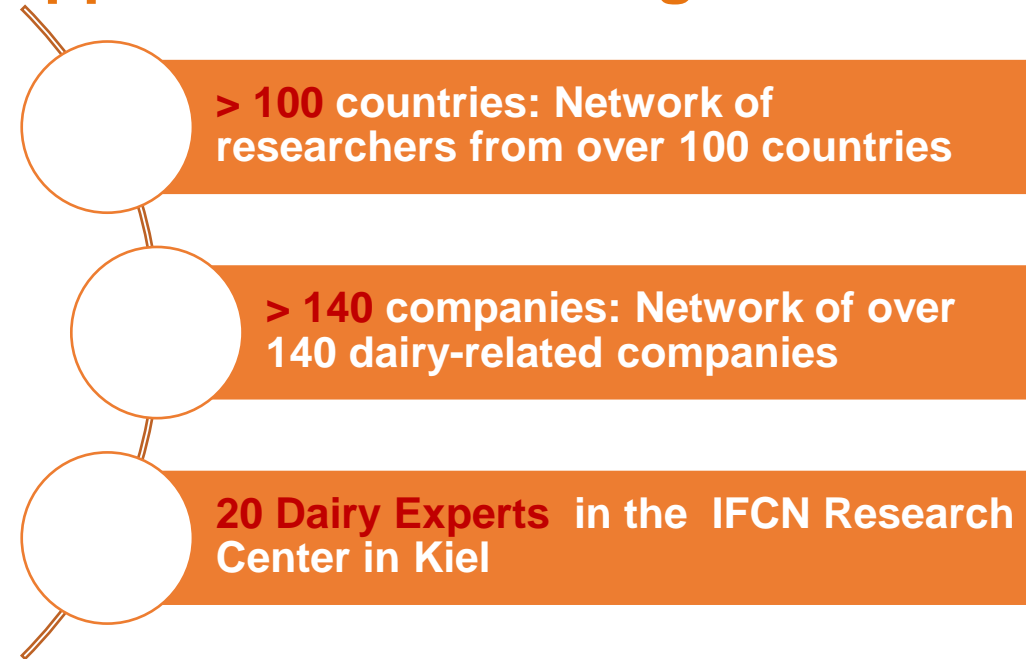 > 100 countries: Network of
researchers from over 100 countries
> 140 companies: Network of over
140 dairy-related companies
20 Dairy Experts in the IFCN Research
Center in Kiel